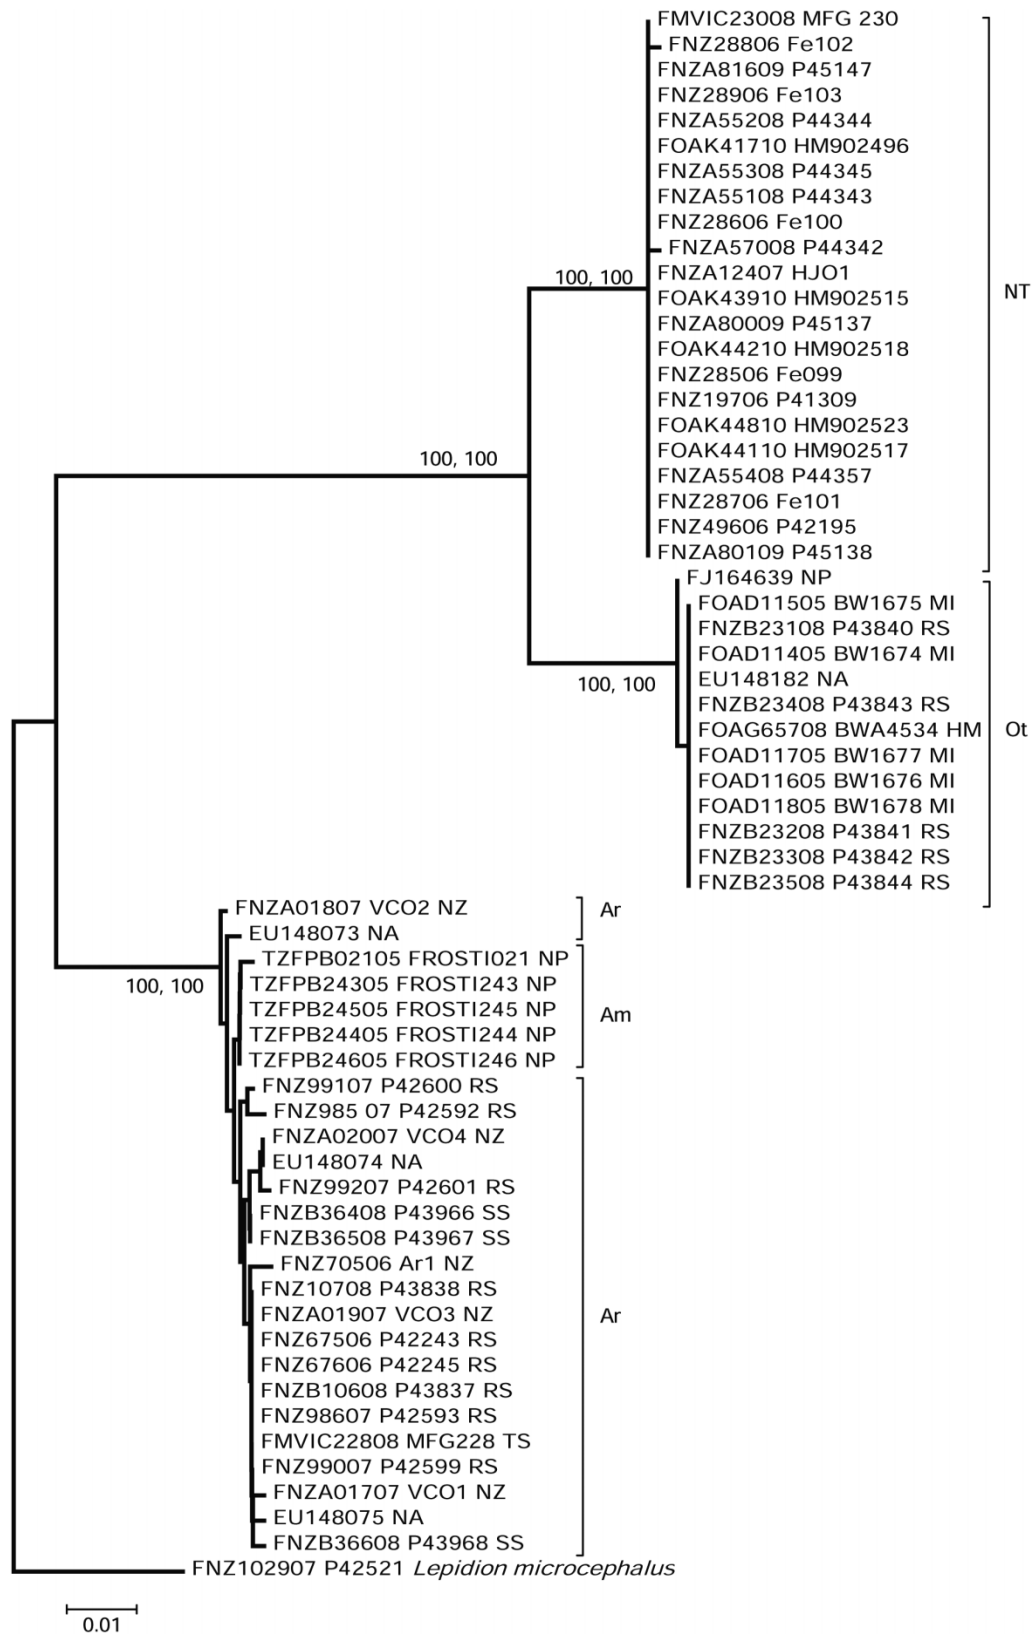 FMVIC23008 MFG 230
FNZ28806 Fe102
FNZA81609 P45147
FNZ28906 Fe103
FNZA55208 P44344
FOAK41710 HM902496
FNZA55308 P44345
FNZA55108 P44343
FNZ28606 Fe100
FNZA57008 P44342
FNZA12407 HJO1
100, 100
NT
FOAK43910 HM902515
FNZA80009 P45137
FOAK44210 HM902518
FNZ28506 Fe099
FNZ19706 P41309
FOAK44810 HM902523
FOAK44110 HM902517
100, 100
FNZA55408 P44357
FNZ28706 Fe101
FNZ49606 P42195
FNZA80109 P45138
FJ164639 NP
FOAD11505 BW1675 MI
FNZB23108 P43840 RS
FOAD11405 BW1674 MI
EU148182 NA
100, 100
FNZB23408 P43843 RS
FOAG65708 BWA4534 HM
Ot
FOAD11705 BW1677 MI
FOAD11605 BW1676 MI
FOAD11805 BW1678 MI
FNZB23208 P43841 RS
FNZB23308 P43842 RS
FNZB23508 P43844 RS
FNZA01807 VCO2 NZ
Ar
EU148073 NA
TZFPB02105 FROSTI021 NP
100, 100
TZFPB24305 FROSTI243 NP
TZFPB24505 FROSTI245 NP
Am
TZFPB24405 FROSTI244 NP
TZFPB24605 FROSTI246 NP
FNZ99107 P42600 RS
FNZ985 07 P42592 RS
FNZA02007 VCO4 NZ
EU148074 NA
FNZ99207 P42601 RS
FNZB36408 P43966 SS
FNZB36508 P43967 SS
FNZ70506 Ar1 NZ
FNZ10708 P43838 RS
FNZA01907 VCO3 NZ
Ar
FNZ67506 P42243 RS
FNZ67606 P42245 RS
FNZB10608 P43837 RS
FNZ98607 P42593 RS
FMVIC22808 MFG228 TS
FNZ99007 P42599 RS
FNZA01707 VCO1 NZ
EU148075 NA
FNZB36608 P43968 SS
FNZ102907 P42521 Lepidion microcephalus
0.01